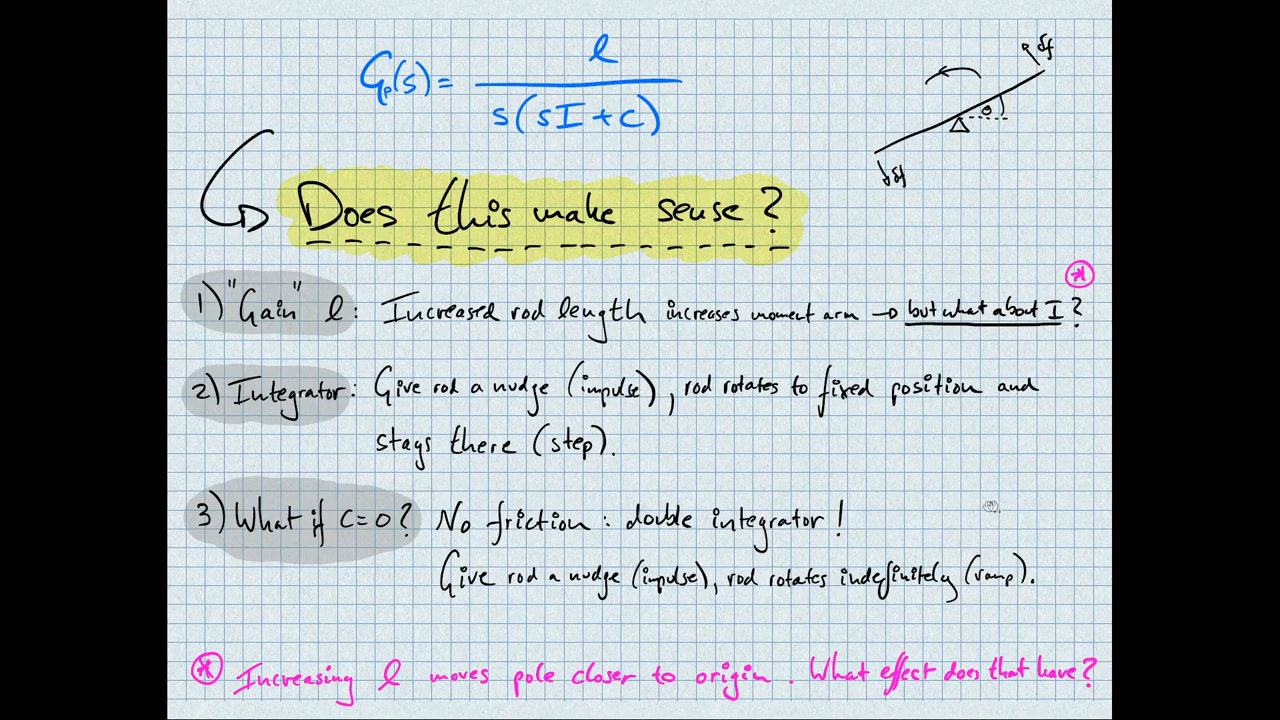 Gₚ(s) = l / s(sI + c)
δf
θ
δf
Does this make sense?
*
1) "Gain" l: Increased rod length increases moment arm → but what about I?
2) Integrator: Give rod a nudge (impulse), rod rotates to fixed position and
stays there (step).
3) What if c=0? No friction: double integrator!
Give rod a nudge (impulse), rod rotates indefinitely (ramp).
* Increasing l moves pole closer to origin. What effect does that have?